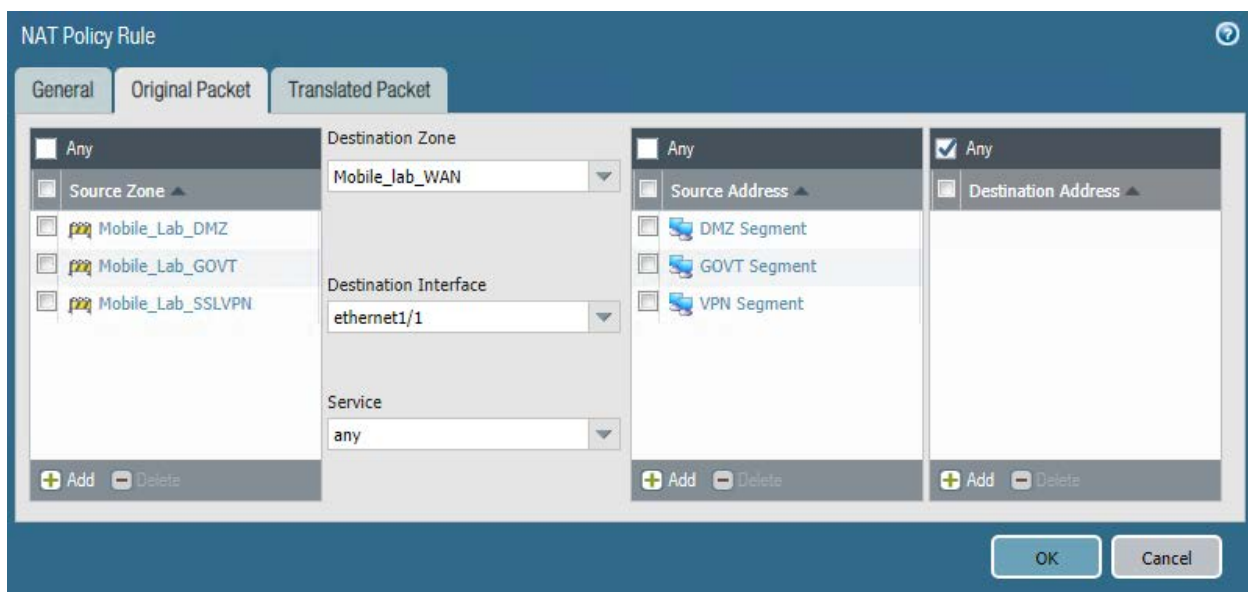 NAT Policy Rule
General
Original Packet
Translated Packet
Any
Source Zone
Mobile_Lab_DMZ
Mobile_Lab_GOVT
Mobile_Lab_SSLVPN
Add
Delete
Destination Zone
Mobile_lab_WAN
Destination Interface
ethernet1/1
Service
any
Any
Source Address
DMZ Segment
GOVT Segment
VPN Segment
Add
Delete
Any
Destination Address
Add
Delete
OK
Cancel